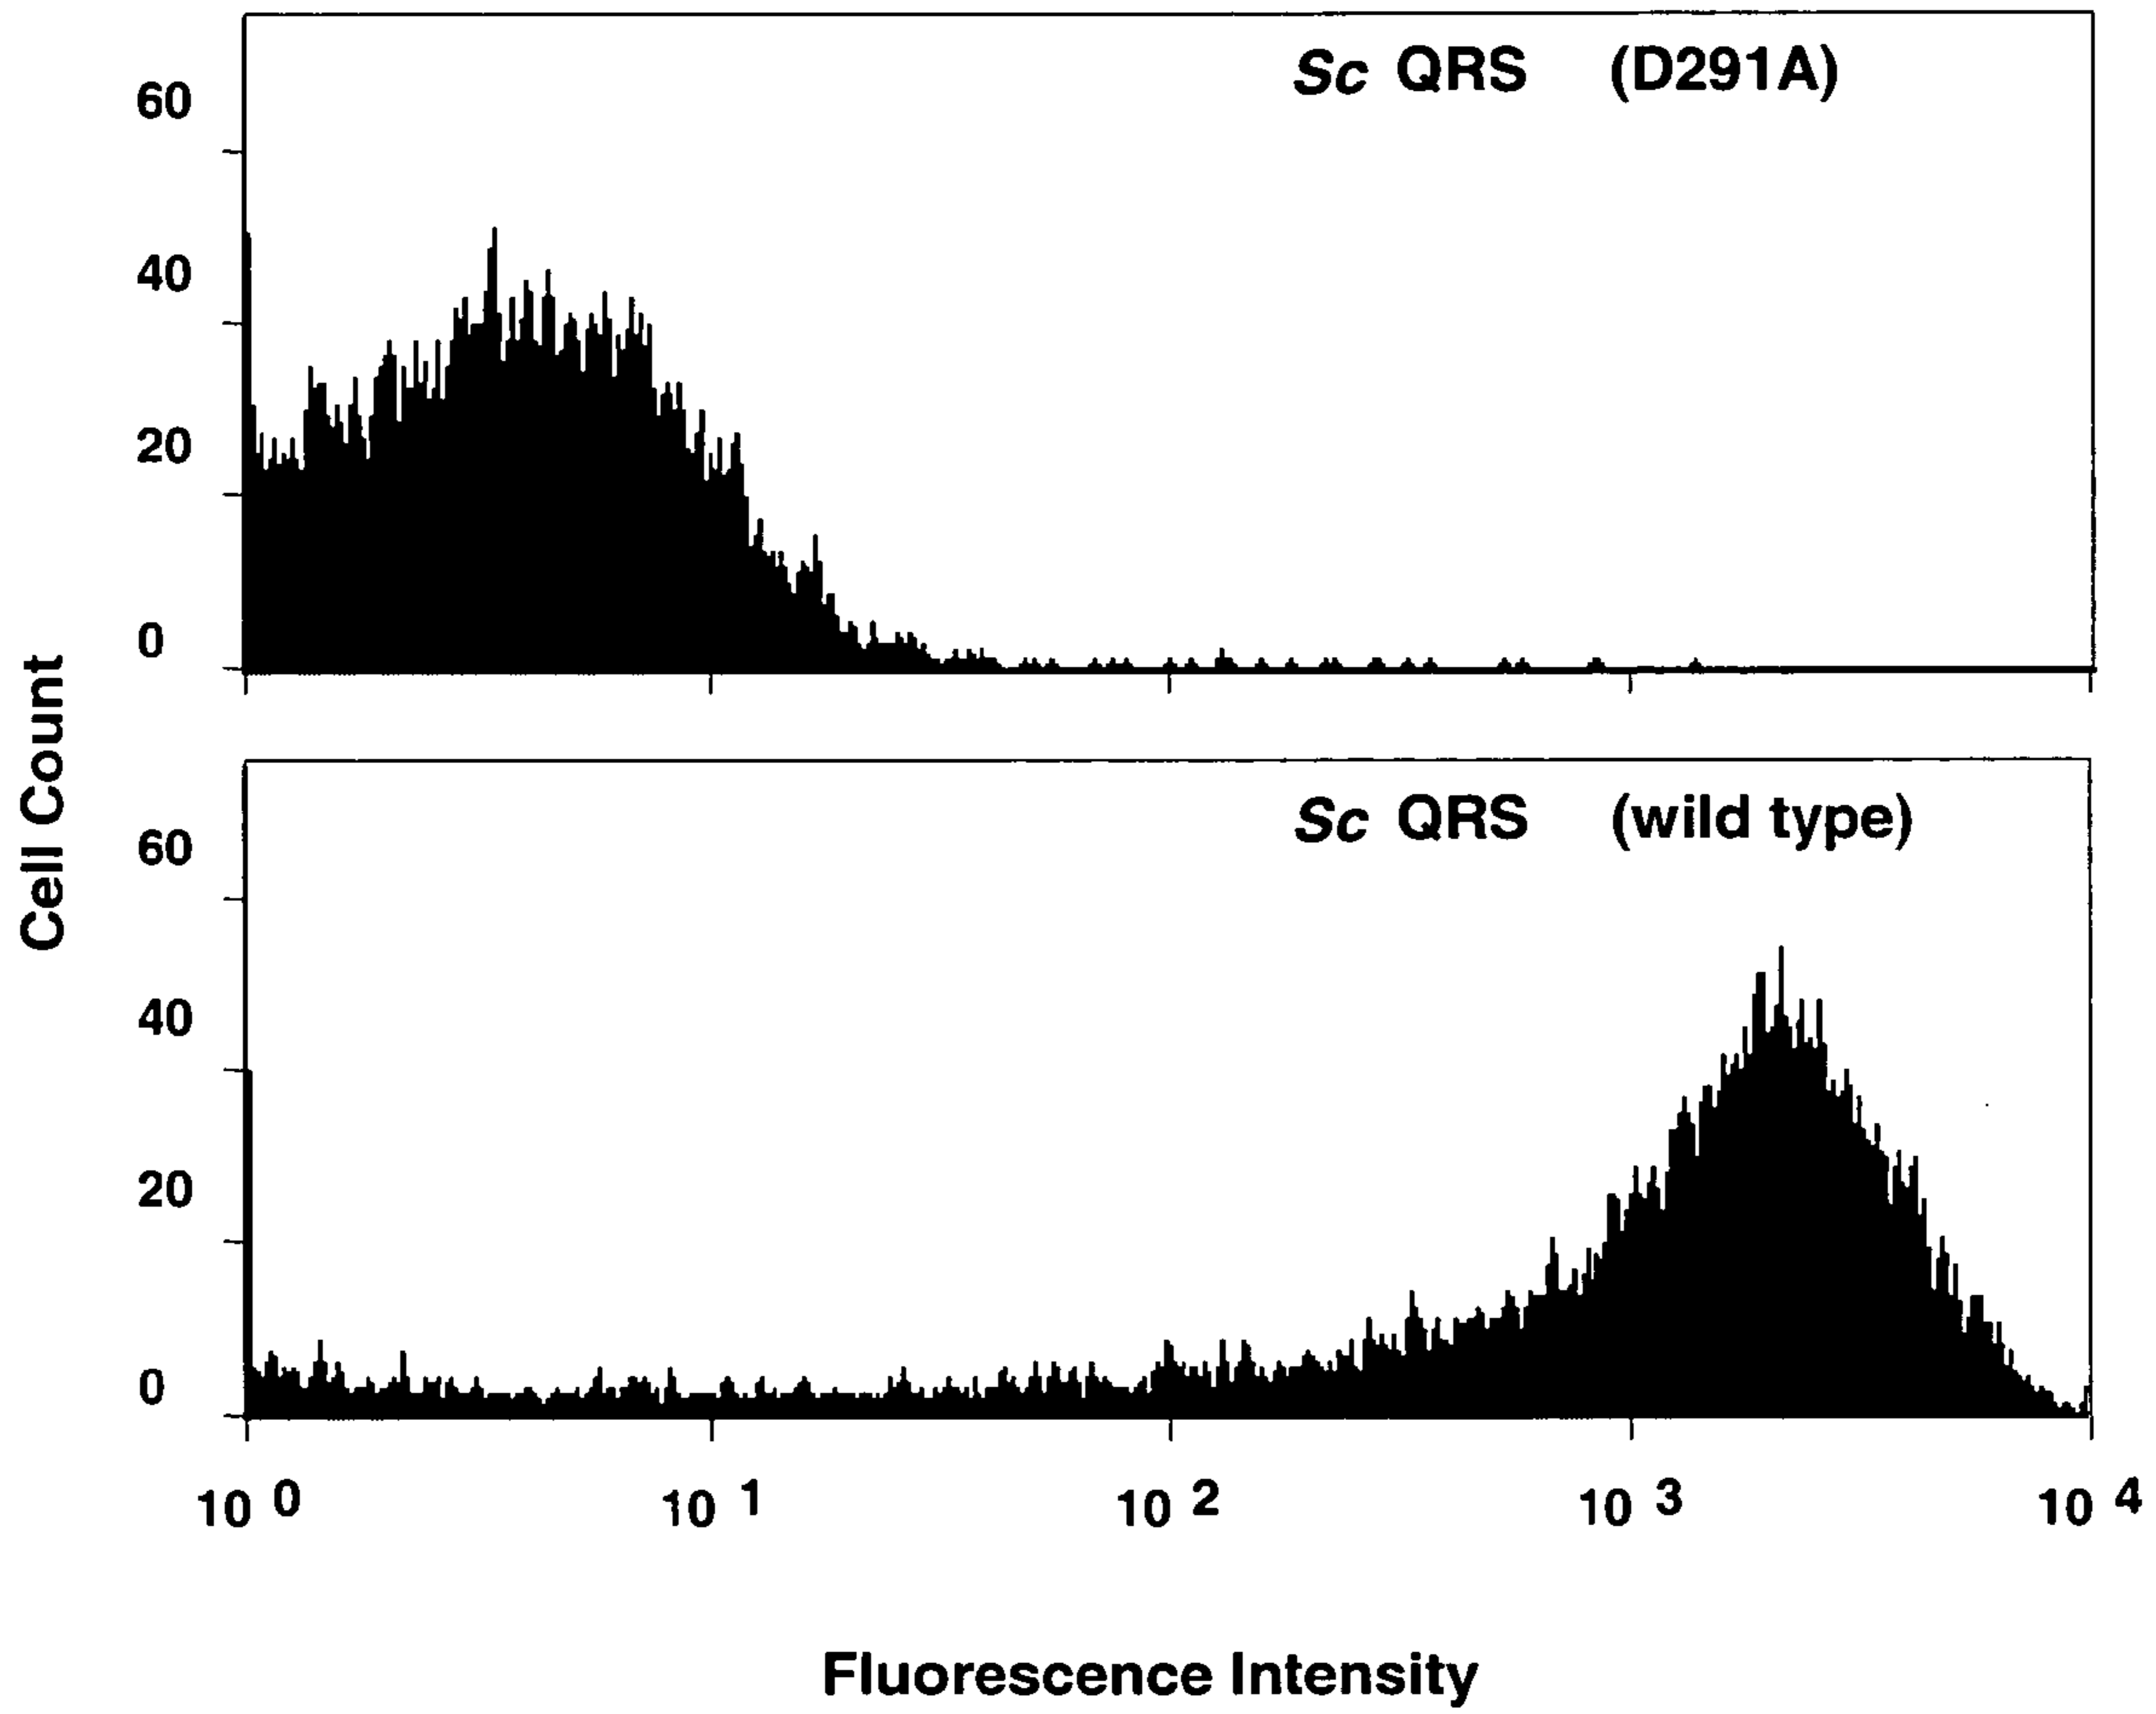 Sc QRS (D291A)
60
40
20
0
Cell Count
Sc QRS (wild type)
60
40
20
0
10 0 10 1 10 2 10 3 10 4
Fluorescence Intensity